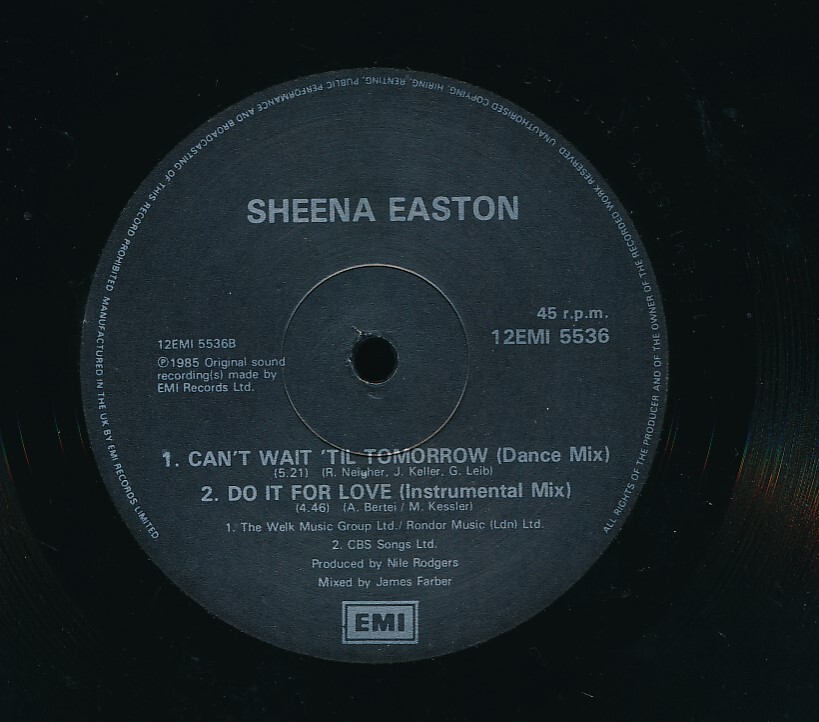 SHEENA EASTON
45 r.p.m.
12EMI 5536
12EMI 5536B
℗1985 Original sound
recording(s) made by
EMI Records Ltd.
1. CAN'T WAIT 'TIL TOMORROW (Dance Mix)
(5.21) (R. Neigher, J. Keller, G. Leib)
2. DO IT FOR LOVE (Instrumental Mix)
(4.46) (A. Bertei / M. Kessler)
1. The Welk Music Group Ltd./ Rondor Music (Ldn) Ltd.
2. CBS Songs Ltd.
Produced by Nile Rodgers
Mixed by James Farber
EMI
ALL RIGHTS OF THE PRODUCER AND OF THE OWNER OF THE RECORDED WORK RESERVED UNAUTHORISED COPYING, HIRING, RENTING, PUBLIC PERFORMANCE AND BROADCASTING OF THIS RECORD PROHIBITED MANUFACTURED IN THE UK BY EMI RECORDS LIMITED